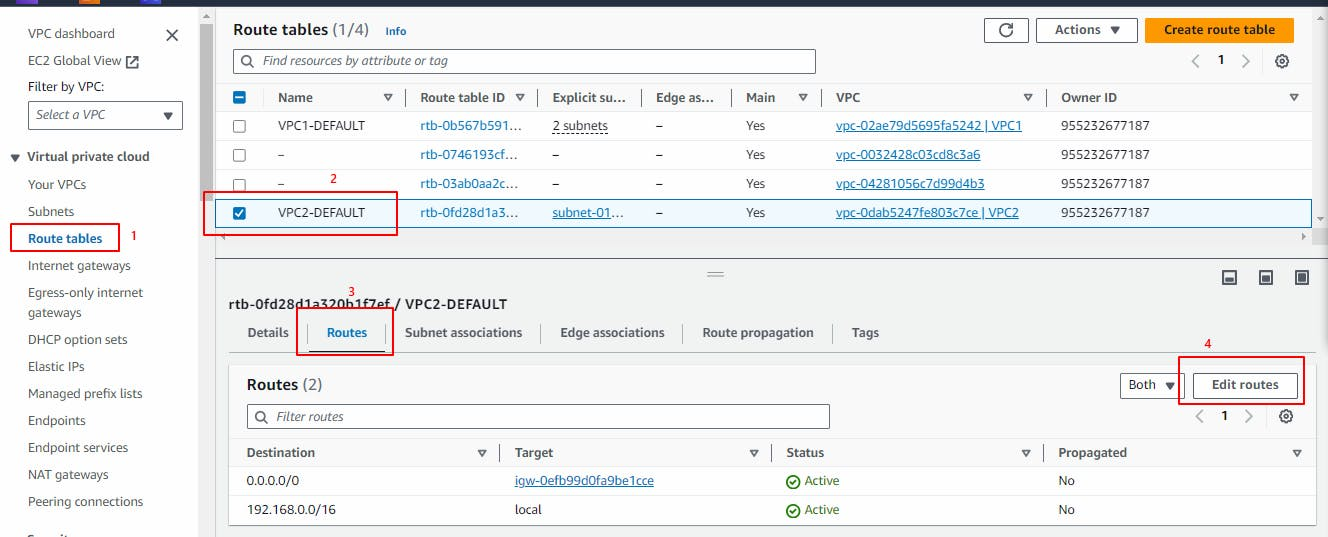 VPC dashboard
EC2 Global View
Filter by VPC:
Select a VPC
Virtual private cloud
Your VPCs
Subnets
Route tables
1
Internet gateways
Egress-only internet
gateways
DHCP option sets
Elastic IPs
Managed prefix lists
Endpoints
Endpoint services
NAT gateways
Peering connections
Route tables (1/4) Info
Actions
Create route table
Find resources by attribute or tag
1
Name Route table ID Explicit su... Edge as... Main VPC Owner ID
VPC1-DEFAULT rtb-0b567b591... 2 subnets – Yes vpc-02ae79d5695fa5242 | VPC1 955232677187
– rtb-0746193cf... – – Yes vpc-0032428c03cd8c3a6 955232677187
– rtb-03ab0aa2c... – – Yes vpc-04281056c7d99d4b3 955232677187
2
VPC2-DEFAULT rtb-0fd28d1a3... subnet-01... – Yes vpc-0dab5247fe803c7ce | VPC2 955232677187
3
rtb-0fd28d1a320b1f7ef / VPC2-DEFAULT
Details Routes Subnet associations Edge associations Route propagation Tags
4
Routes (2)
Both
Edit routes
Filter routes
1
Destination Target Status Propagated
0.0.0.0/0 igw-0efb99d0fa9be1cce Active No
192.168.0.0/16 local Active No